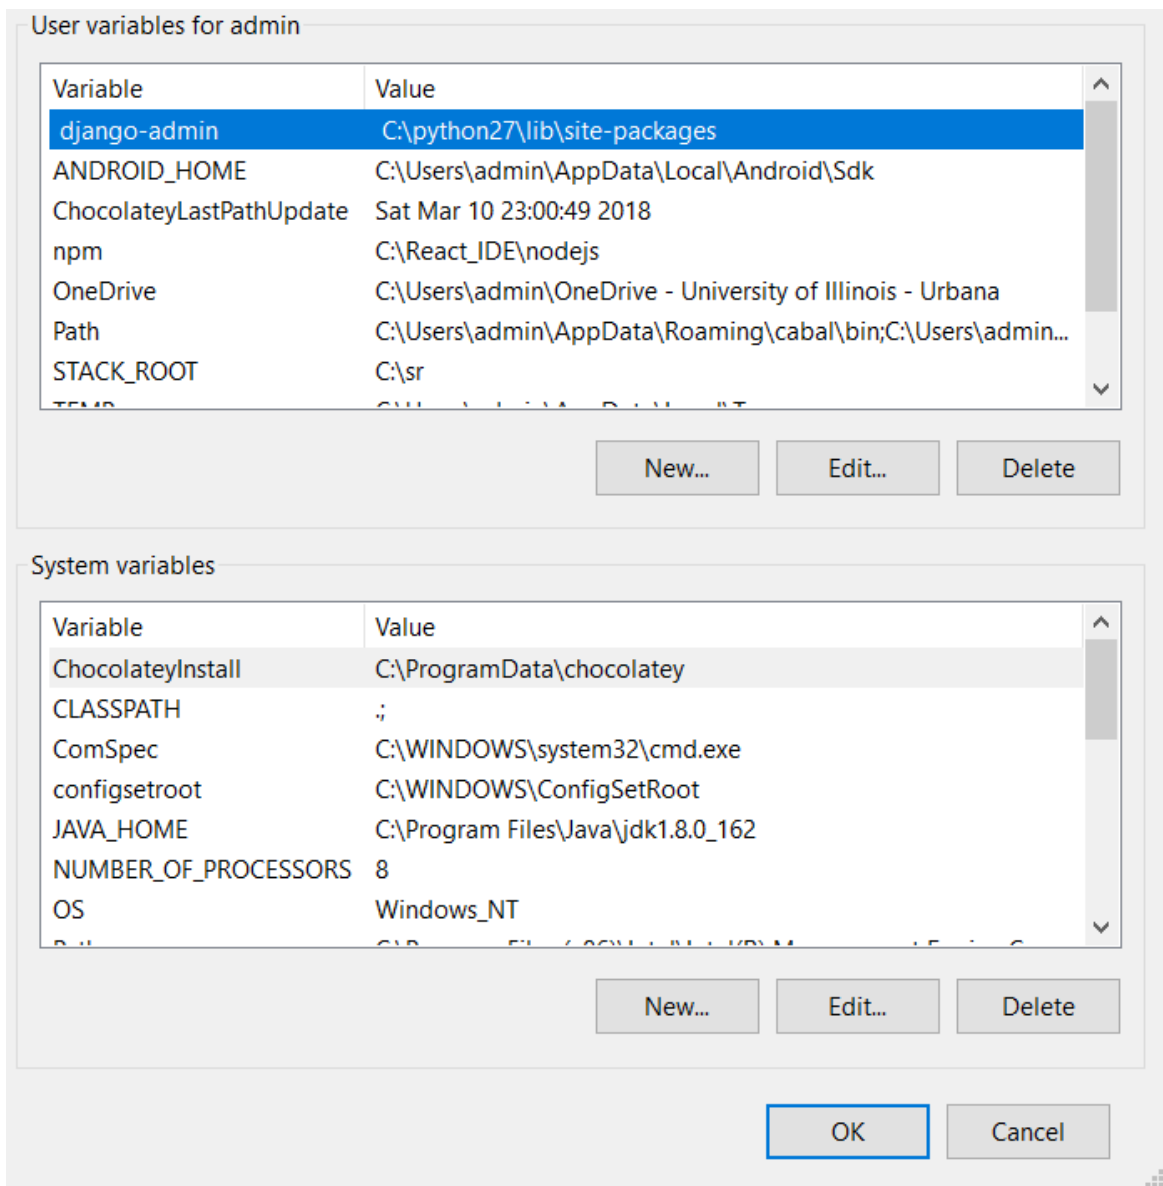 User variables for admin
Variable Value
django-admin C:\python27\lib\site-packages
ANDROID_HOME C:\Users\admin\AppData\Local\Android\Sdk
ChocolateyLastPathUpdate Sat Mar 10 23:00:49 2018
npm C:\React_IDE\nodejs
OneDrive C:\Users\admin\OneDrive - University of Illinois - Urbana
Path C:\Users\admin\AppData\Roaming\cabal\bin;C:\Users\admin...
STACK_ROOT C:\sr
New... Edit... Delete
System variables
Variable Value
ChocolateyInstall C:\ProgramData\chocolatey
CLASSPATH .;
ComSpec C:\WINDOWS\system32\cmd.exe
configsetroot C:\WINDOWS\ConfigSetRoot
JAVA_HOME C:\Program Files\Java\jdk1.8.0_162
NUMBER_OF_PROCESSORS 8
OS Windows_NT
New... Edit... Delete
OK Cancel